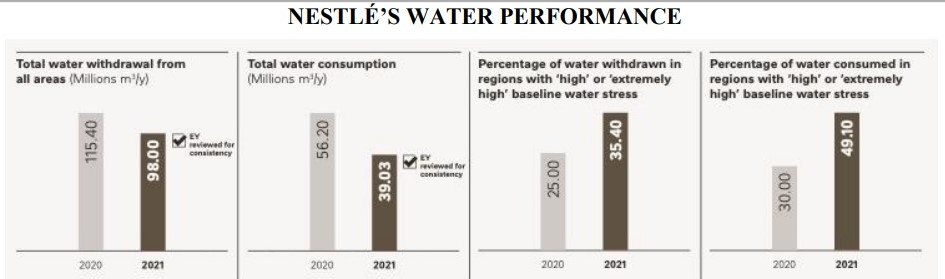 NESTLÉ’S WATER PERFORMANCE
Total water withdrawal from
all areas (Millions m³/y)
115.40
98.00
EY
reviewed for
consistency
2020
2021
Total water consumption
(Millions m³/y)
56.20
39.03
EY
reviewed for
consistency
2020
2021
Percentage of water withdrawn in
regions with ‘high’ or ‘extremely
high’ baseline water stress
25.00
35.40
2020
2021
Percentage of water consumed in
regions with ‘high’ or ‘extremely
high’ baseline water stress
30.00
49.10
2020
2021